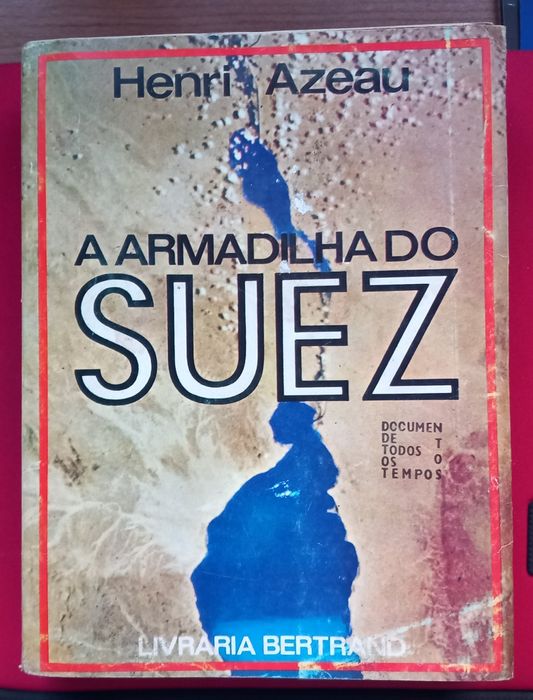 Henri Azeau
A ARMADILHA DO
SUEZ
DOCUMEN
DE T
TODOS
OS O
TEMPOS
LIVRARIA BERTRAND